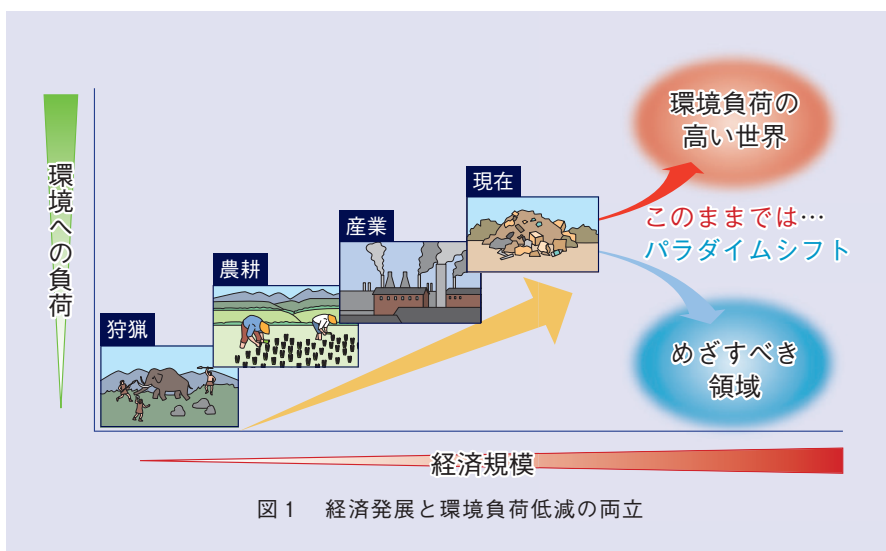 環境への負荷
狩猟
農耕
産業
現在
環境負荷の
高い世界
このままでは…
パラダイムシフト
めざすべき
領域
経済規模
図1 経済発展と環境負荷低減の両立